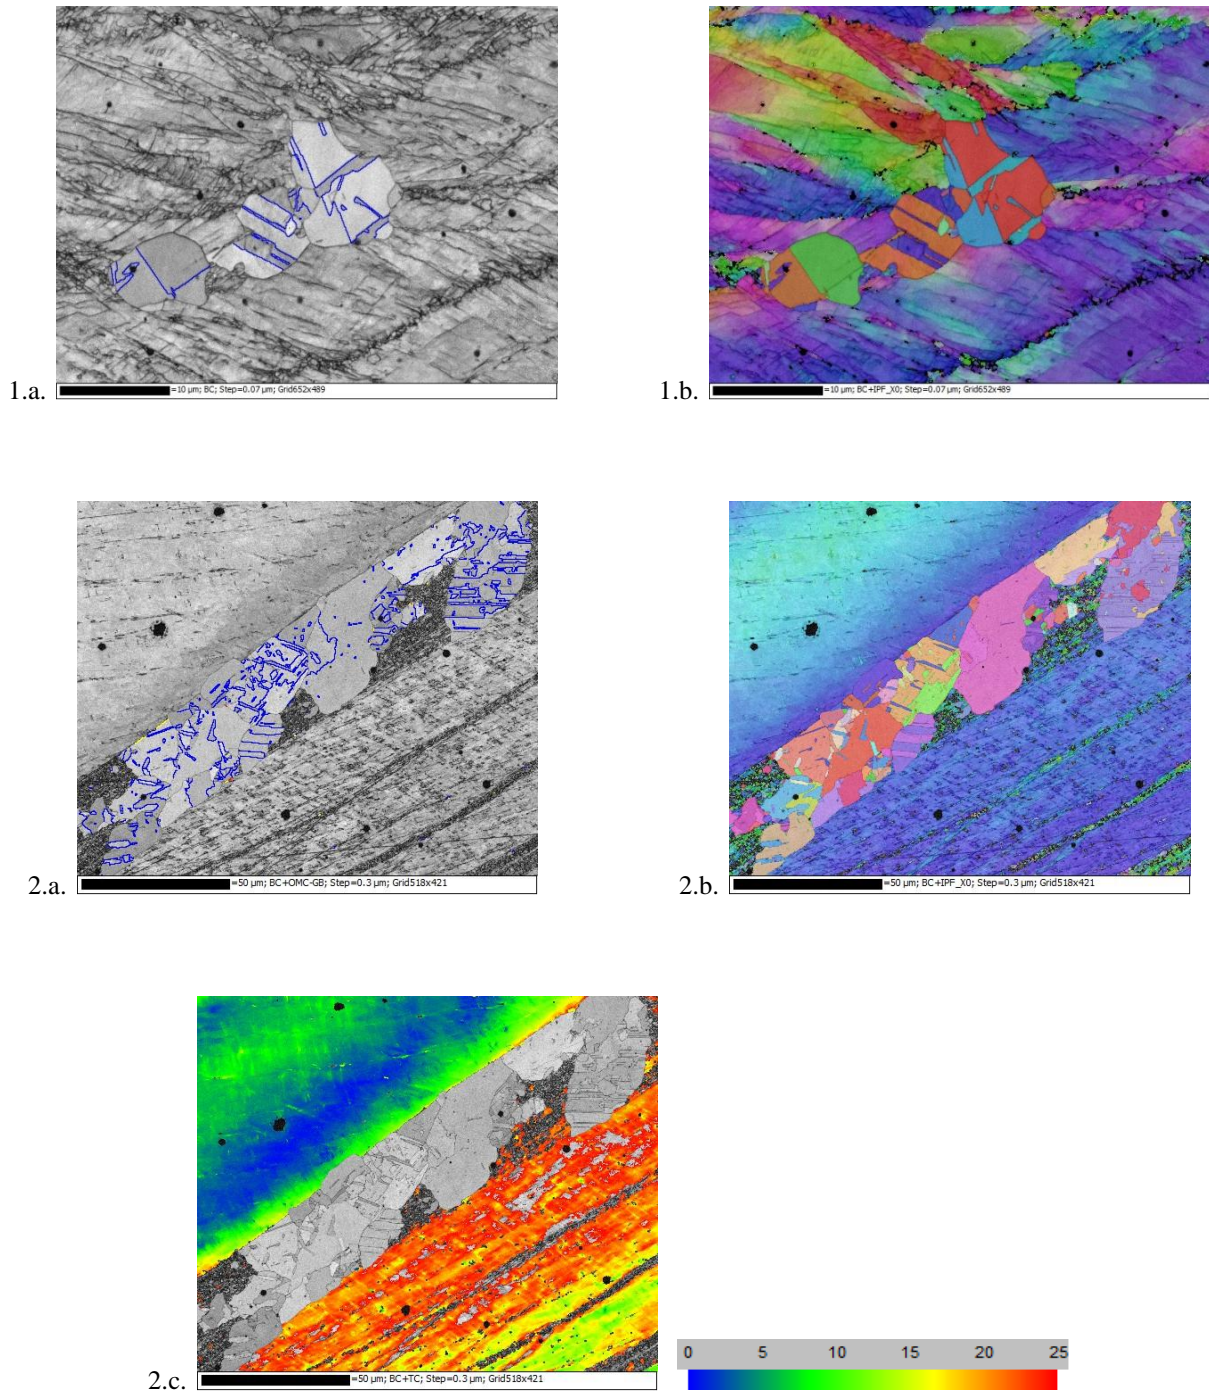 1.a.
=10 µm; BC; Step=0.07 µm; Grid652x489
1.b.
=10 µm; BC+IPF_X0; Step=0.07 µm; Grid652x489
2.a.
=50 µm; BC+OMC-GB; Step=0.3 µm; Grid518x421
2.b.
=50 µm; BC+IPF_X0; Step=0.3 µm; Grid518x421
2.c.
=50 µm; BC+TC; Step=0.3 µm; Grid518x421
0 5 10 15 20 25